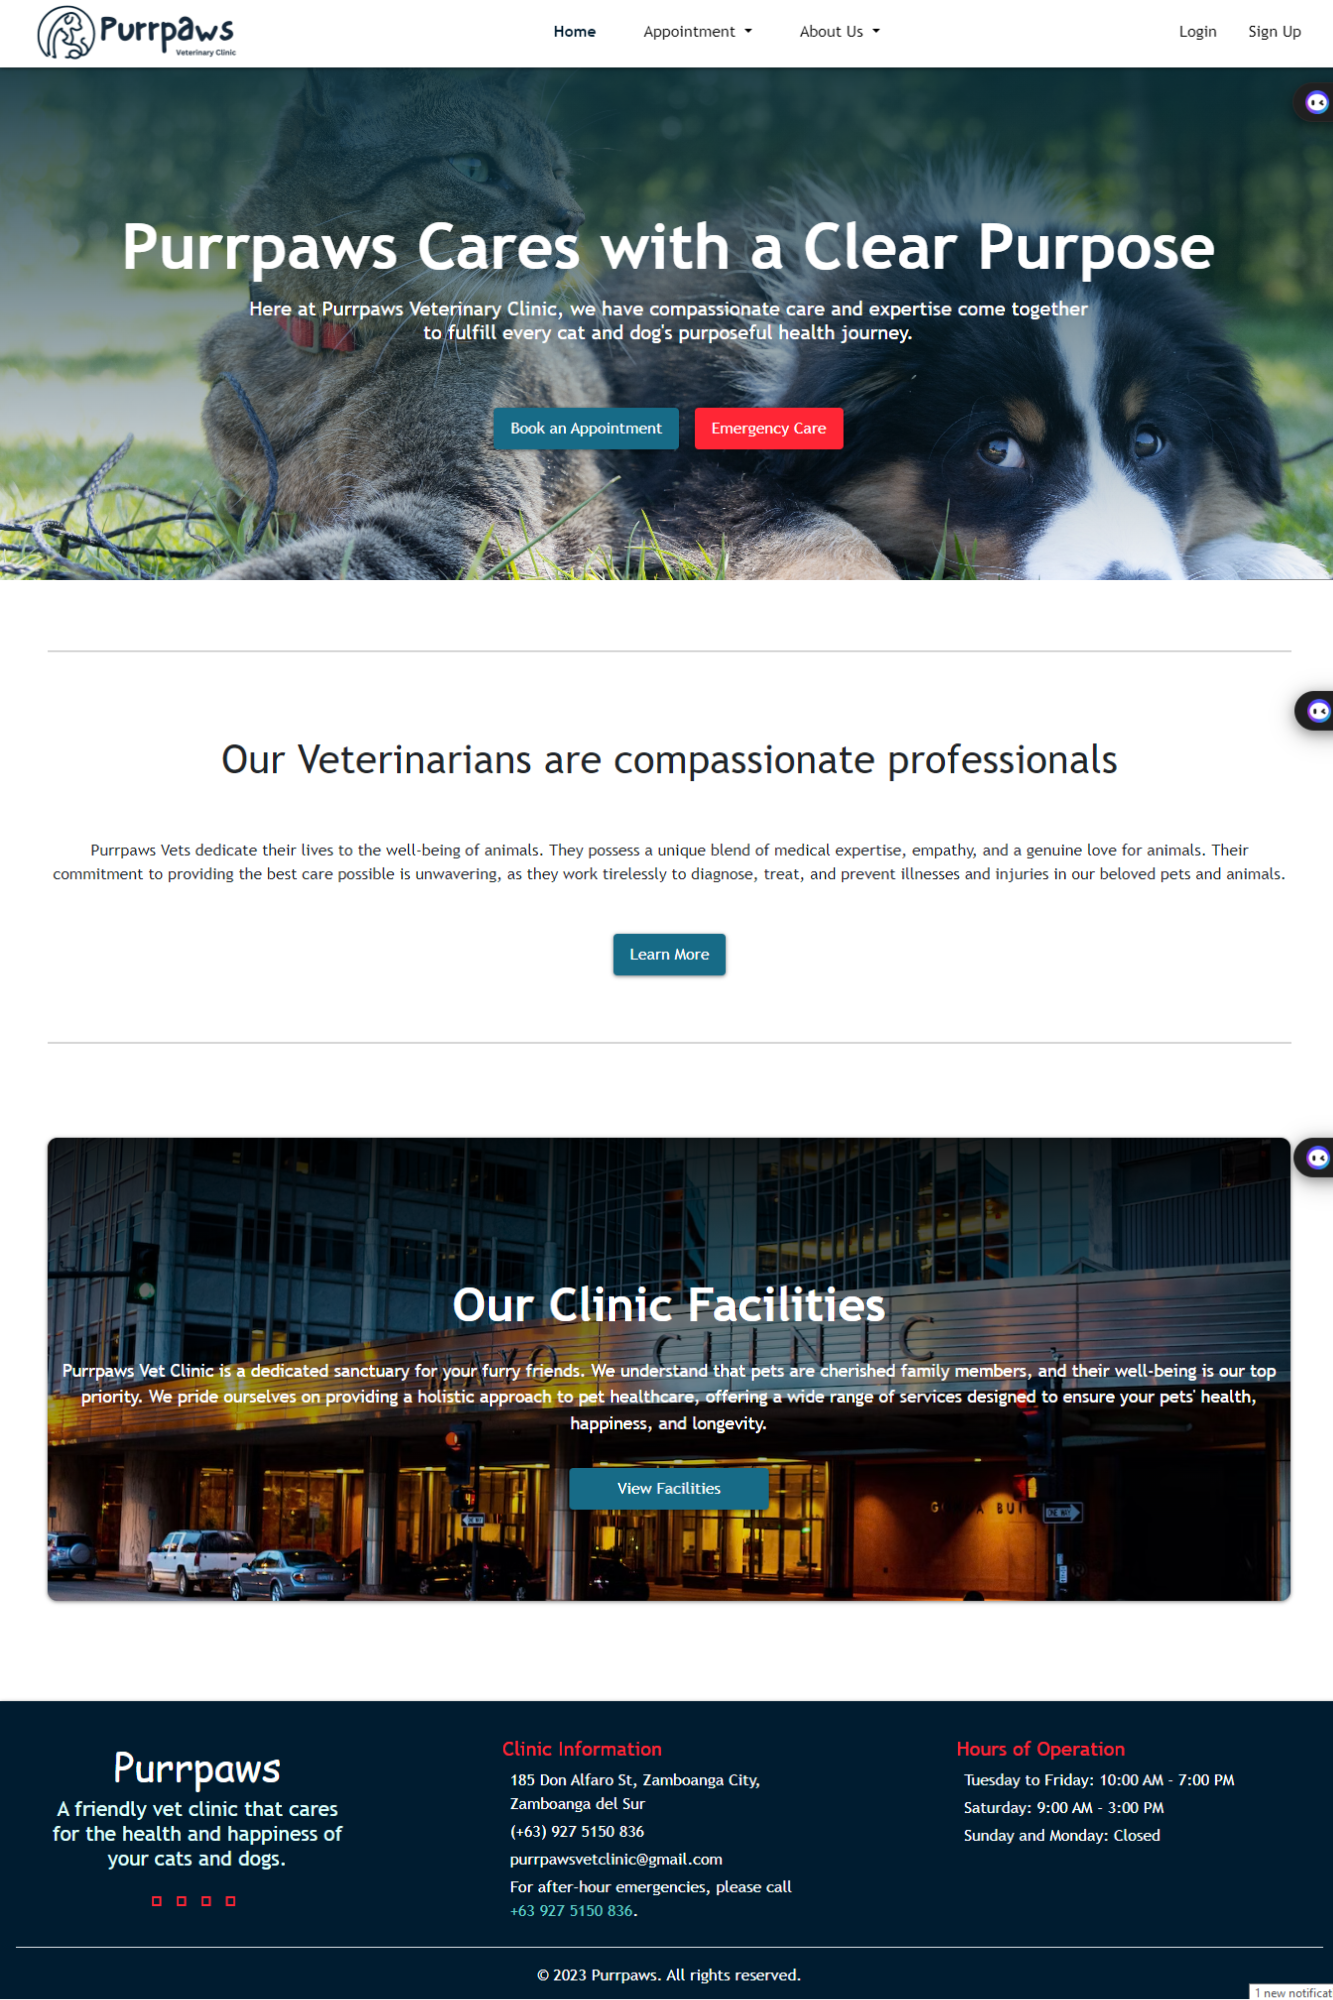 Purrpaws
Veterinary Clinic
Home
Appointment
About Us
Login
Sign Up
Purrpaws Cares with a Clear Purpose
Here at Purrpaws Veterinary Clinic, we have compassionate care and expertise come together
to fulfill every cat and dog's purposeful health journey.
Book an Appointment
Emergency Care
Our Veterinarians are compassionate professionals
Purrpaws Vets dedicate their lives to the well-being of animals. They possess a unique blend of medical expertise, empathy, and a genuine love for animals. Their
commitment to providing the best care possible is unwavering, as they work tirelessly to diagnose, treat, and prevent illnesses and injuries in our beloved pets and animals.
Learn More
Our Clinic Facilities
CLINIC
Purrpaws Vet Clinic is a dedicated sanctuary for your furry friends. We understand that pets are cherished family members, and their well-being is our top
priority. We pride ourselves on providing a holistic approach to pet healthcare, offering a wide range of services designed to ensure your pets' health,
happiness, and longevity.
View Facilities
ONE WAY
ONE WAY
Purrpaws
A friendly vet clinic that cares
for the health and happiness of
your cats and dogs.
Clinic Information
185 Don Alfaro St, Zamboanga City,
Zamboanga del Sur
(+63) 927 5150 836
purrpawsvetclinic@gmail.com
For after-hour emergencies, please call
+63 927 5150 836.
Hours of Operation
Tuesday to Friday: 10:00 AM - 7:00 PM
Saturday: 9:00 AM - 3:00 PM
Sunday and Monday: Closed
© 2023 Purrpaws. All rights reserved.
1 new notificat